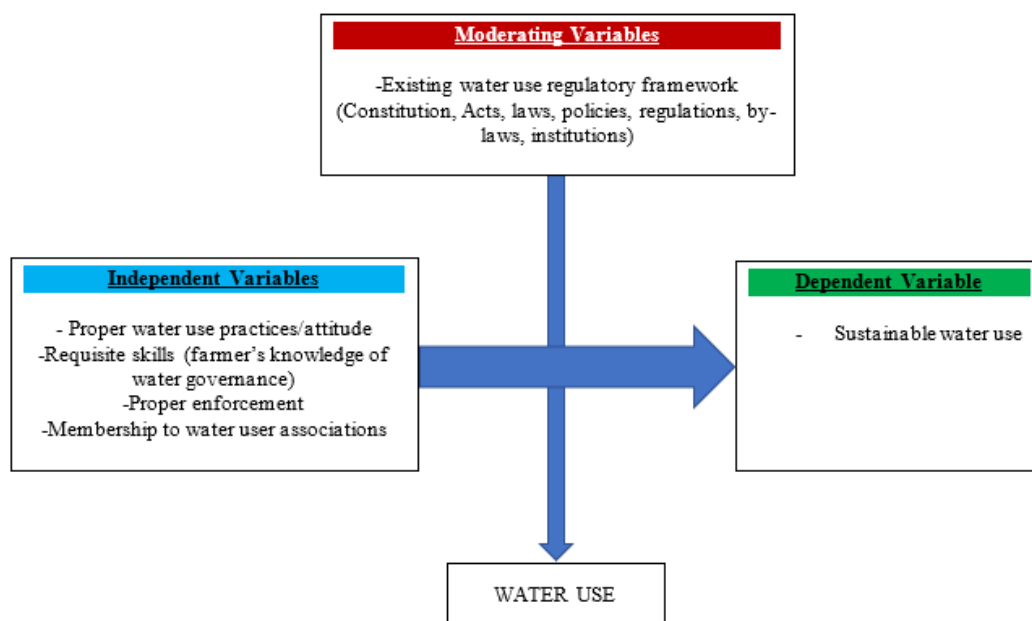 Moderating Variables
-Existing water use regulatory framework
(Constitution, Acts, laws, policies, regulations, by-
laws, institutions)
Independent Variables
- Proper water use practices/attitude
-Requisite skills (farmer’s knowledge of
water governance)
-Proper enforcement
-Membership to water user associations
Dependent Variable
- Sustainable water use
WATER USE